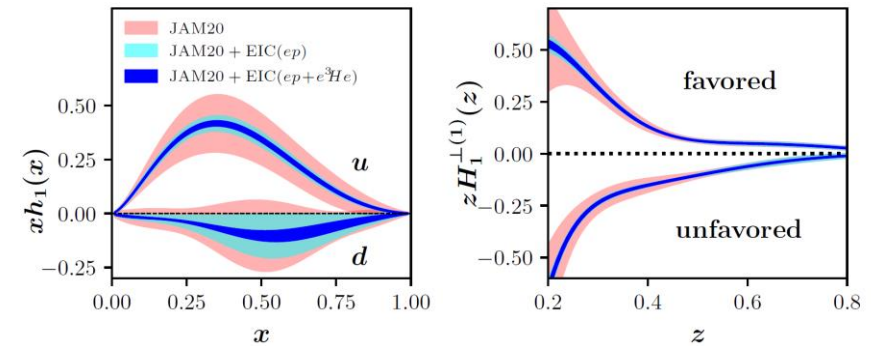 JAM20
JAM20 + EIC(ep)
JAM20 + EIC(ep+e³He)
0.50
0.25
0.00
−0.25
xh₁(x)
u
d
0.00 0.25 0.50 0.75 1.00
x
0.50
0.25
0.00
−0.25
−0.50
zH₁^⊥(1)(z)
favored
unfavored
0.2 0.4 0.6 0.8
z